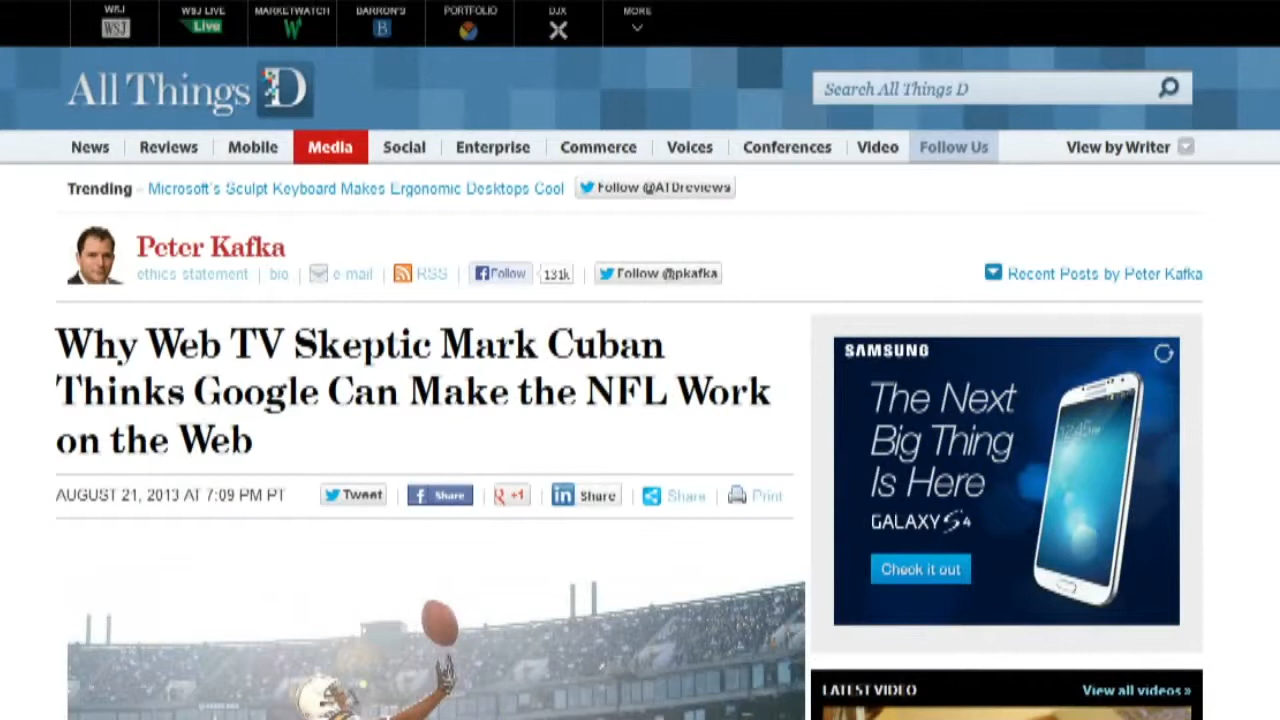 WSJ
WSJ LIVE
MARKETWATCH
BARRON'S
PORTFOLIO
DJX
MORE
WSJ
Live
W
B
All Things D
Search All Things D
News
Reviews
Mobile
Media
Social
Enterprise
Commerce
Voices
Conferences
Video
Follow Us
View by Writer
Trending - Microsoft's Sculpt Keyboard Makes Ergonomic Desktops Cool
Follow @ATDreviews
Peter Kafka
ethics statement | bio | e-mail | RSS | Follow 131k | Follow @pkafka
Recent Posts by Peter Kafka
Why Web TV Skeptic Mark Cuban
Thinks Google Can Make the NFL Work
on the Web
AUGUST 21, 2013 AT 7:09 PM PT
Tweet
Share
+1
Share
Share
Print
SAMSUNG
The Next
Big Thing
Is Here
GALAXY S4
Check it out
12:45
LATEST VIDEO
View all videos »